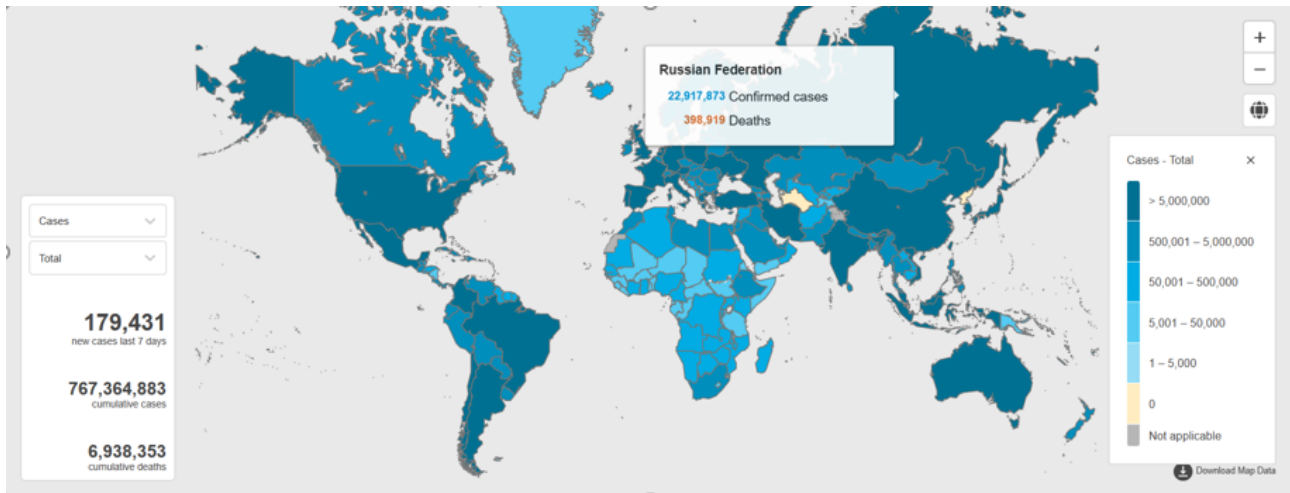 Russian Federation
22,917,873 Confirmed cases
398,919 Deaths
+
−
Cases - Total ×
> 5,000,000
500,001 – 5,000,000
50,001 – 500,000
5,001 – 50,000
1 – 5,000
0
Not applicable
Download Map Data
Cases
Total
179,431
new cases last 7 days
767,364,883
cumulative cases
6,938,353
cumulative deaths